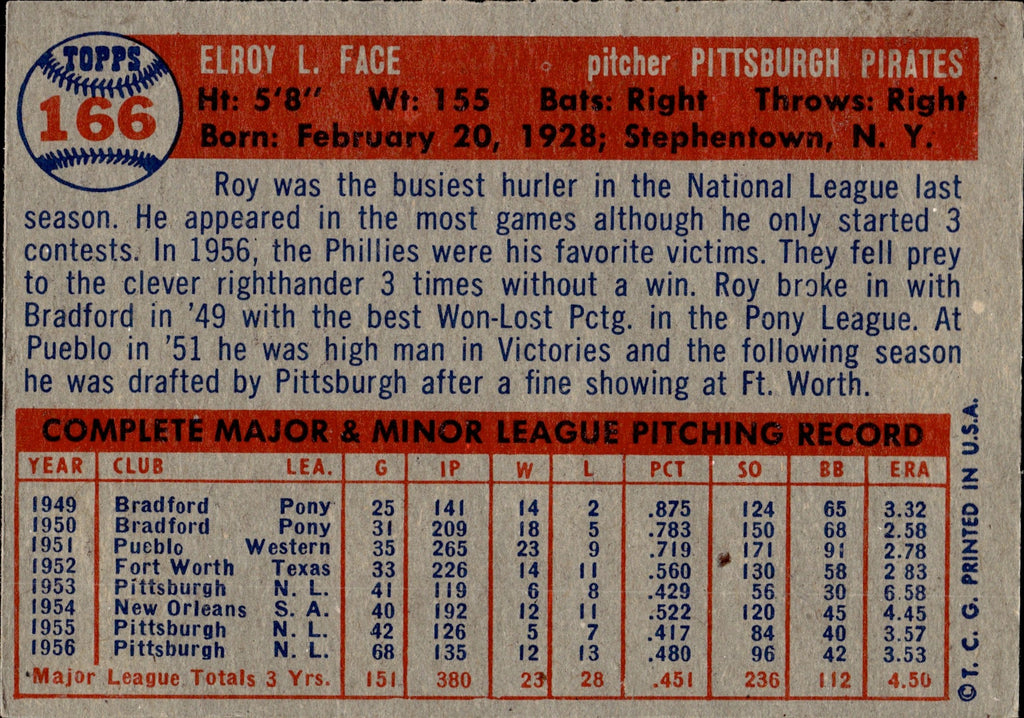 TOPPS
166
ELROY L. FACE pitcher PITTSBURGH PIRATES
Ht: 5'8" Wt: 155 Bats: Right Throws: Right
Born: February 20, 1928; Stephentown, N. Y.
Roy was the busiest hurler in the National League last
season. He appeared in the most games although he only started 3
contests. In 1956, the Phillies were his favorite victims. They fell prey
to the clever righthander 3 times without a win. Roy broke in with
Bradford in '49 with the best Won-Lost Pctg. in the Pony League. At
Pueblo in '51 he was high man in Victories and the following season
he was drafted by Pittsburgh after a fine showing at Ft. Worth.
COMPLETE MAJOR & MINOR LEAGUE PITCHING RECORD
YEAR CLUB LEA. G IP W L PCT SO BB ERA
1949 Bradford Pony 25 141 14 2 .875 124 65 3.32
1950 Bradford Pony 31 209 18 5 .783 150 68 2.58
1951 Pueblo Western 35 265 23 9 .719 171 91 2.78
1952 Fort Worth Texas 33 226 14 11 .560 130 58 2 83
1953 Pittsburgh N. L. 41 119 6 8 .429 56 30 6.58
1954 New Orleans S. A. 40 192 12 11 .522 120 45 4.45
1955 Pittsburgh N. L. 42 126 5 7 .417 84 40 3.57
1956 Pittsburgh N. L. 68 135 12 13 .480 96 42 3.53
Major League Totals 3 Yrs. 151 380 23 28 .451 236 112 4.50
© T. C. G. PRINTED IN U.S.A.